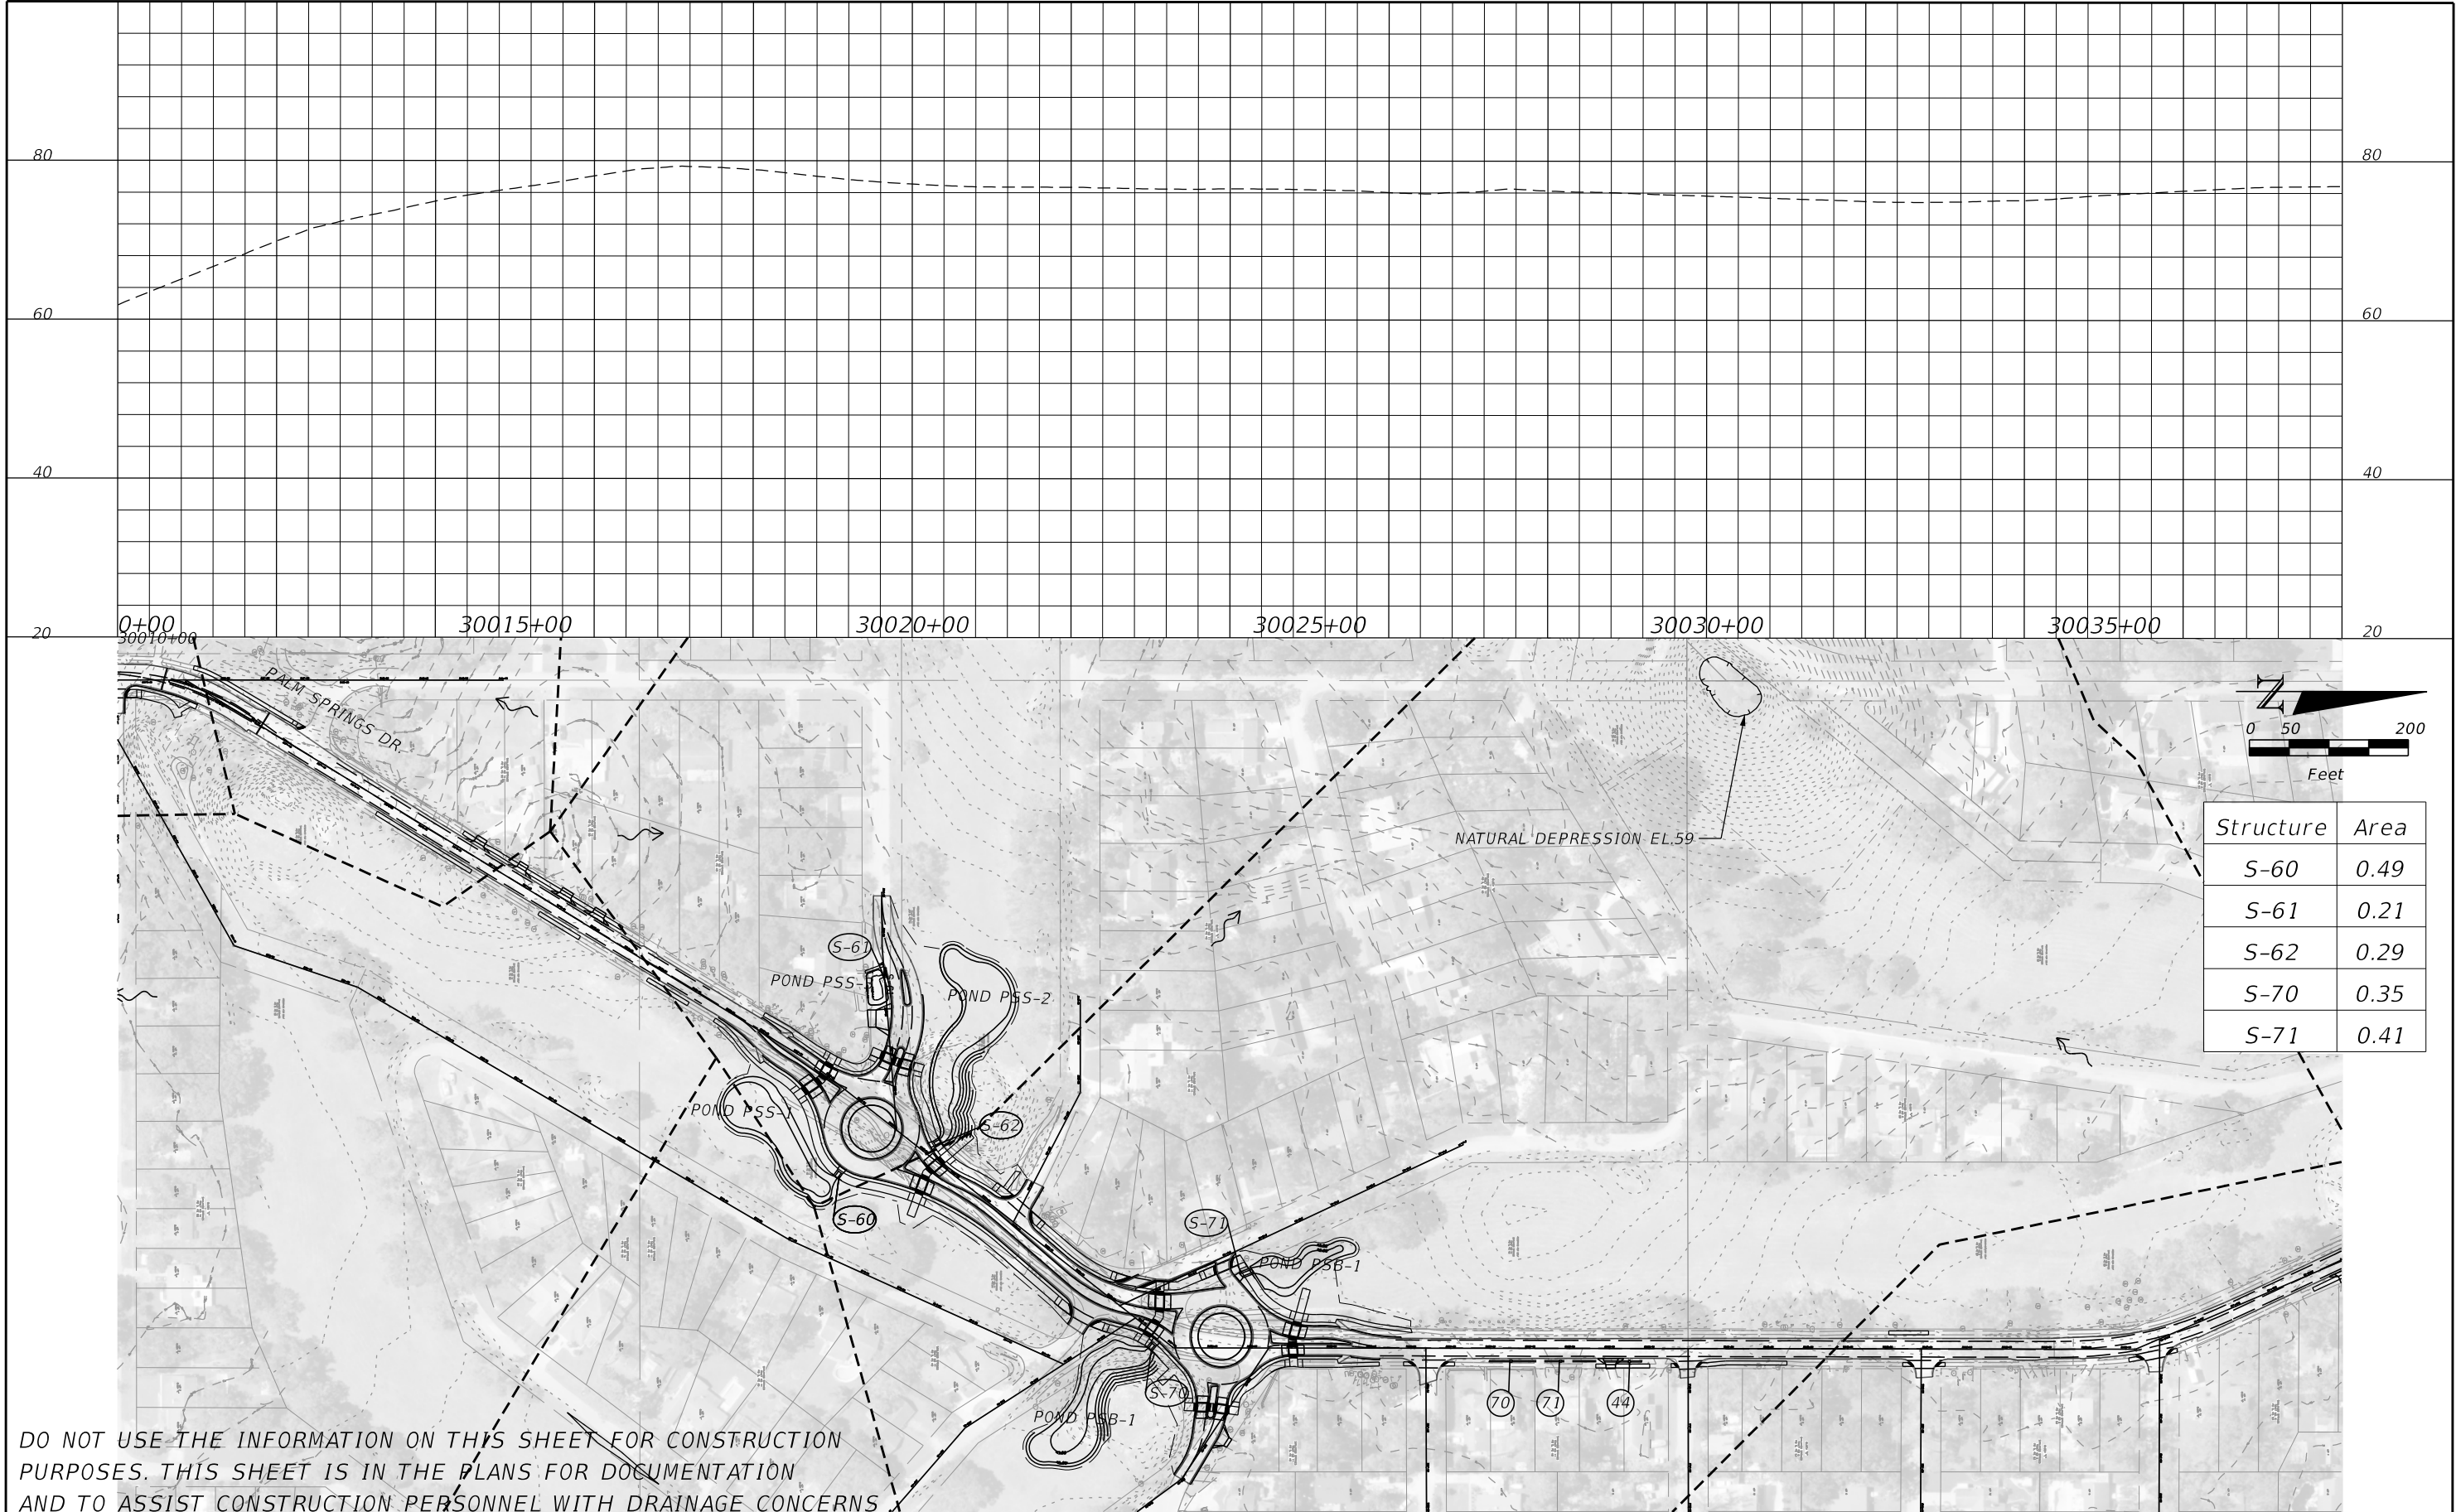 80
80
60
60
40
40
20
20
0+00
30015+00
30020+00
30025+00
30030+00
30035+00
30010+00
PALM SPRINGS DR.
N
0 50 200
Feet
NATURAL DEPRESSION EL.59
Structure Area
S-60 0.49
S-61 0.21
S-62 0.29
S-70 0.35
S-71 0.41
S-61
POND PSS-
POND PSS-2
POND PSS-1
S-62
S-60
S-71
POND PSB-1
S-70
POND PSB-1
70
71
44
DO NOT USE THE INFORMATION ON THIS SHEET FOR CONSTRUCTION
PURPOSES. THIS SHEET IS IN THE PLANS FOR DOCUMENTATION
AND TO ASSIST CONSTRUCTION PERSONNEL WITH DRAINAGE CONCERNS